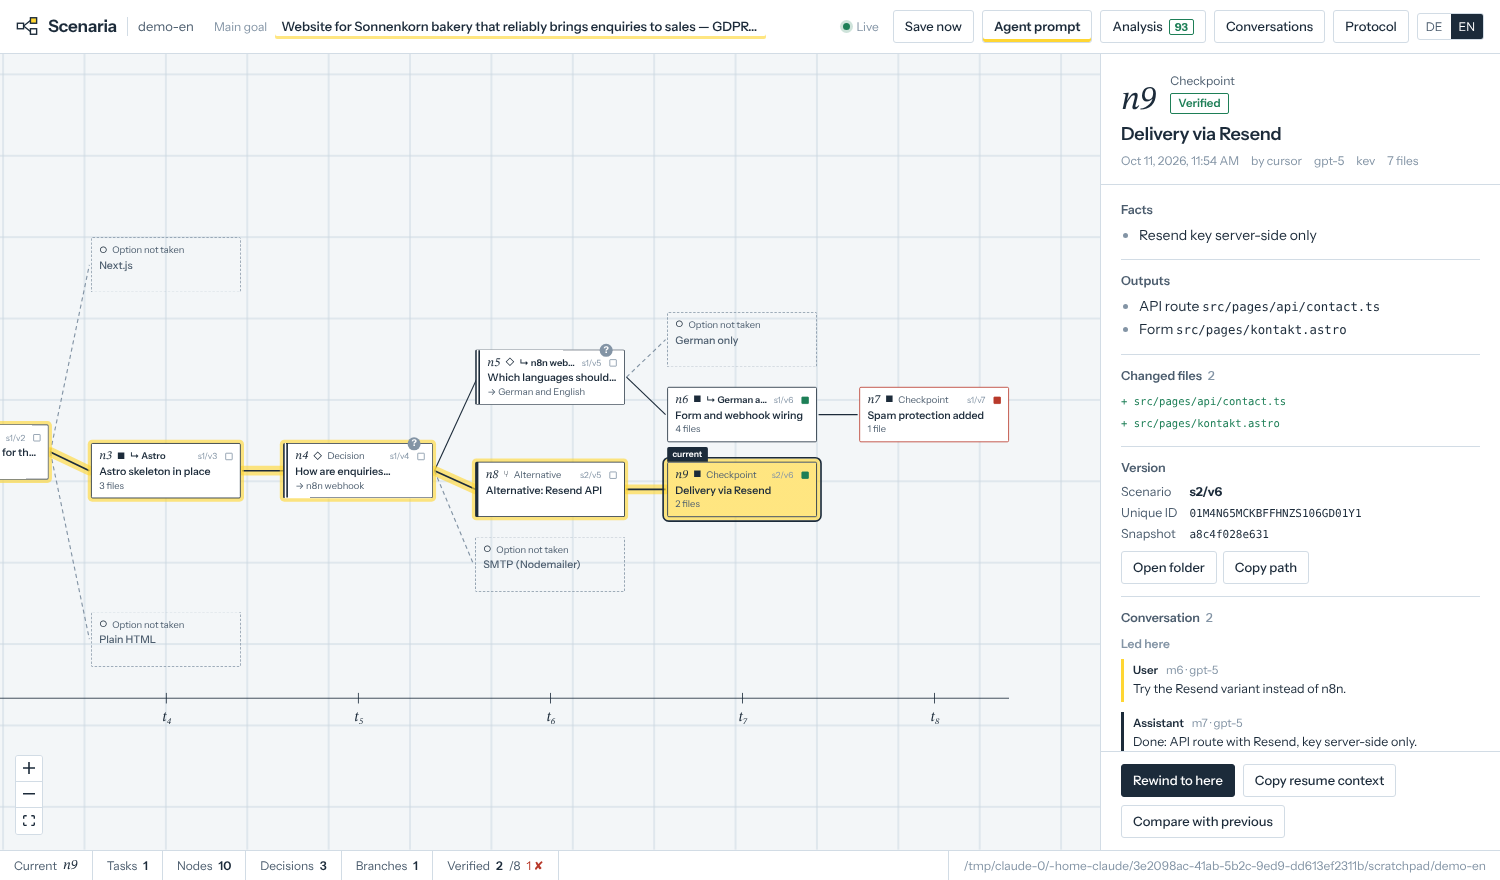 Scenaria
demo-en
Main goal Website for Sonnenkorn bakery that reliably brings enquiries to sales — GDPR...
Live
Save now
Agent prompt
Analysis 93
Conversations
Protocol
DE EN
Option not taken
Next.js
s1/v2
for th...
n3 Astro s1/v3
Astro skeleton in place
3 files
n4 Decision s1/v4
?
How are enquiries...
→ n8n webhook
Option not taken
Plain HTML
n5 ↳ n8n web... s1/v5
?
Which languages should...
→ German and English
n8 Alternative s2/v5
Alternative: Resend API
Option not taken
SMTP (Nodemailer)
Option not taken
German only
n6 ↳ German a... s1/v6
Form and webhook wiring
4 files
current
n9 Checkpoint s2/v6
Delivery via Resend
2 files
n7 Checkpoint s1/v7
Spam protection added
1 file
t4 t5 t6 t7 t8
n9
Checkpoint
Verified
Delivery via Resend
Oct 11, 2026, 11:54 AM by cursor gpt-5 kev 7 files
Facts
Resend key server-side only
Outputs
API route src/pages/api/contact.ts
Form src/pages/kontakt.astro
Changed files 2
+ src/pages/api/contact.ts
+ src/pages/kontakt.astro
Version
Scenario s2/v6
Unique ID 01M4N65MCKBFFHNZS106GD01Y1
Snapshot a8c4f028e631
Open folder Copy path
Conversation 2
Led here
User m6 · gpt-5
Try the Resend variant instead of n8n.
Assistant m7 · gpt-5
Done: API route with Resend, key server-side only.
Rewind to here Copy resume context
Compare with previous
Current n9 Tasks 1 Nodes 10 Decisions 3 Branches 1 Verified 2 /8 1 ✘
/tmp/claude-0/-home-claude/3e2098ac-41ab-5b2c-9ed9-dd613ef2311b/scratchpad/demo-en